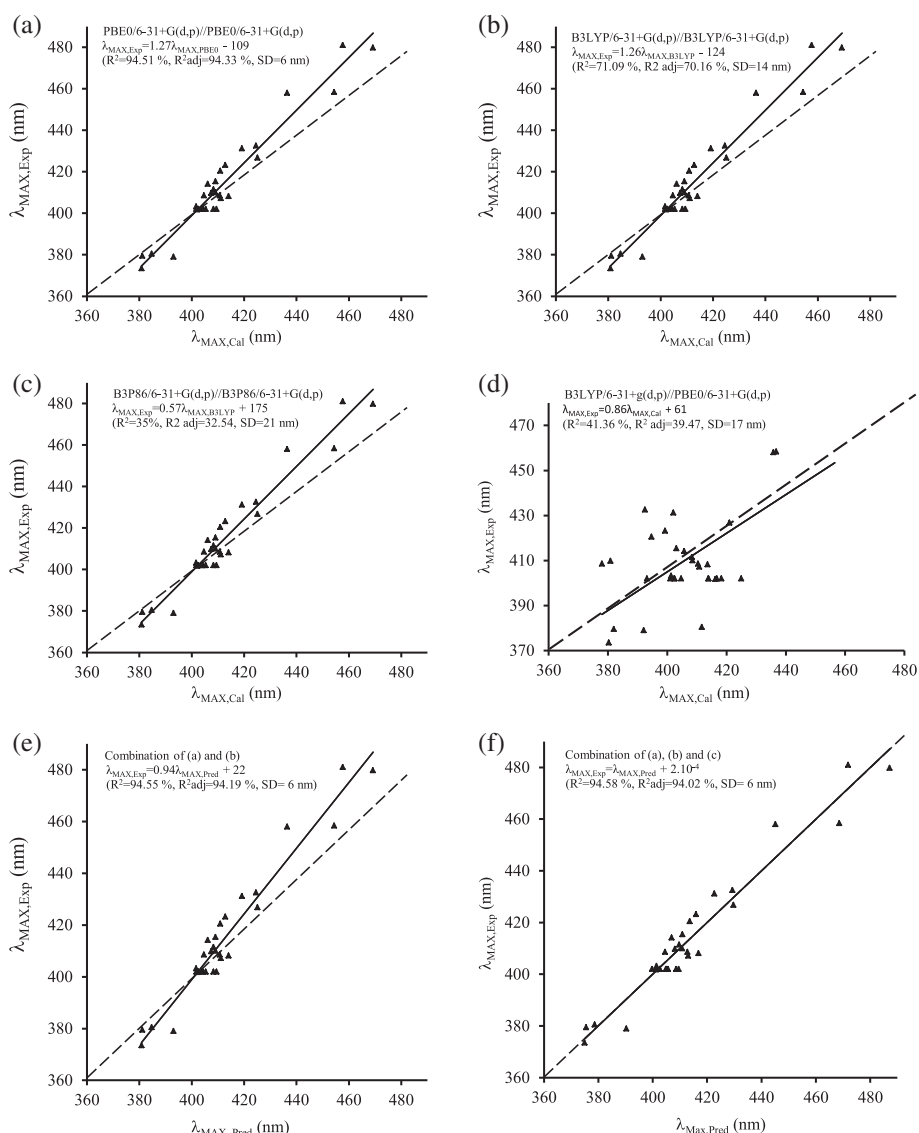 (a)
PBE0/6-31+G(d,p)//PBE0/6-31+G(d,p)
λMAX,Exp=1.27λMAX,PBE0 - 109
(R²=94.51 %, R²adj=94.33 %, SD=6 nm)
480
460
440
420
400
380
360
λMAX,Exp (nm)
360 380 400 420 440 460 480
λMAX,Cal (nm)
(b)
B3LYP/6-31+G(d,p)//B3LYP/6-31+G(d,p)
λMAX,Exp=1.26λMAX,B3LYP - 124
(R²=71.09 %, R2 adj=70.16 %, SD=14 nm)
480
460
440
420
400
380
360
λMAX,Exp (nm)
360 380 400 420 440 460 480
λMAX,Cal (nm)
(c)
B3P86/6-31+G(d,p)//B3P86/6-31+G(d,p)
λMAX,Exp=0.57λMAX,B3LYP + 175
(R²=35%, R2 adj=32.54, SD=21 nm)
480
460
440
420
400
380
360
λMAX,Exp (nm)
360 380 400 420 440 460 480
λMAX,Cal (nm)
(d)
B3LYP/6-31+g(d,p)//PBE0/6-31+G(d,p)
λMAX,Exp=0.86λMAX,Cal + 61
(R²=41.36 %, R² adj=39.47, SD=17 nm)
470
450
430
410
390
370
λMAX,Exp (nm)
360 380 400 420 440 460 480
λMAX,Cal (nm)
(e)
Combination of (a) and (b)
λMAX,Exp=0.94λMAX,Pred + 22
(R²=94.55 %, R²adj=94.19 %, SD= 6 nm)
480
460
440
420
400
380
360
λMAX,Exp (nm)
360 380 400 420 440 460 480
λMAX, Pred (nm)
(f)
Combination of (a), (b) and (c)
λMAX,Exp=λMAX,Pred + 2.10⁻⁴
(R²=94.58 %, R²adj=94.02 %, SD= 6 nm)
480
460
440
420
400
380
360
λMAX,Exp (nm)
360 380 400 420 440 460 480
λMax,Pred (nm)